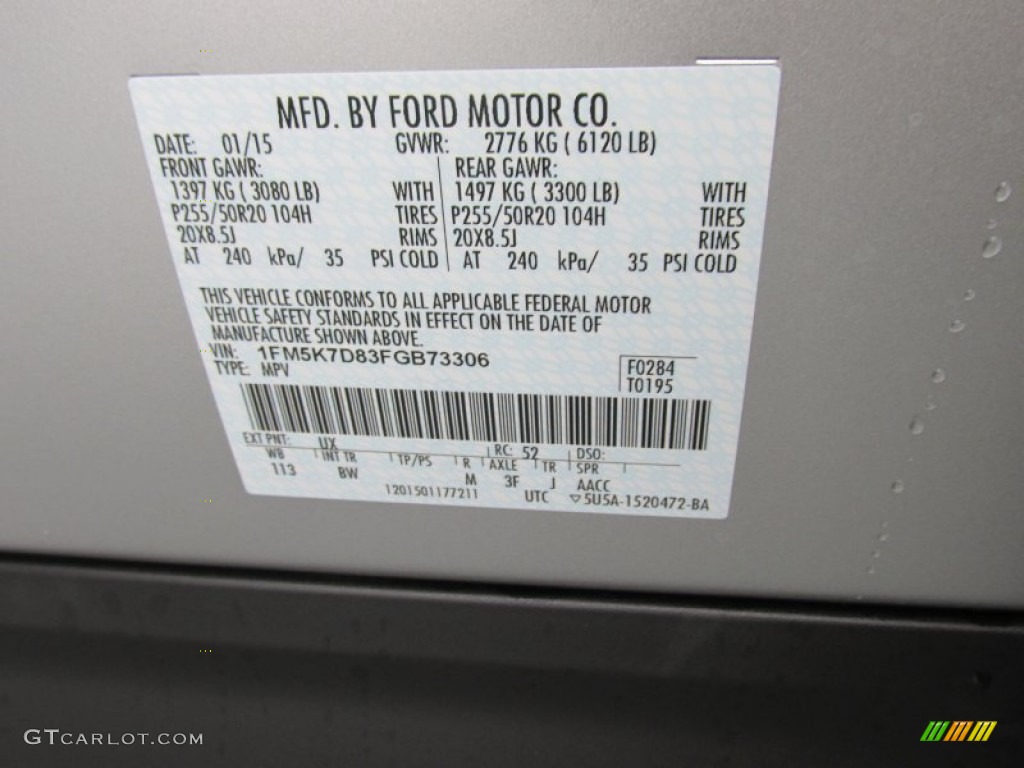 MFD. BY FORD MOTOR CO.
DATE: 01/15 GVWR: 2776 KG ( 6120 LB)
FRONT GAWR: REAR GAWR:
1397 KG ( 3080 LB) WITH 1497 KG ( 3300 LB) WITH
P255/50R20 104H TIRES P255/50R20 104H TIRES
20X8.5J RIMS 20X8.5J RIMS
AT 240 kPa/ 35 PSI COLD AT 240 kPa/ 35 PSI COLD
THIS VEHICLE CONFORMS TO ALL APPLICABLE FEDERAL MOTOR
VEHICLE SAFETY STANDARDS IN EFFECT ON THE DATE OF
MANUFACTURE SHOWN ABOVE.
VIN: 1FM5K7D83FGB73306
TYPE: MPV
F0284
T0195
EXT PNT: UX RC: 52 DSO:
WB INT TR TP/PS R AXLE TR SPR
113 BW M 3F J AACC
1201501177211 UTC ▽5U5A-1520472-BA
GTCARLOT.COM